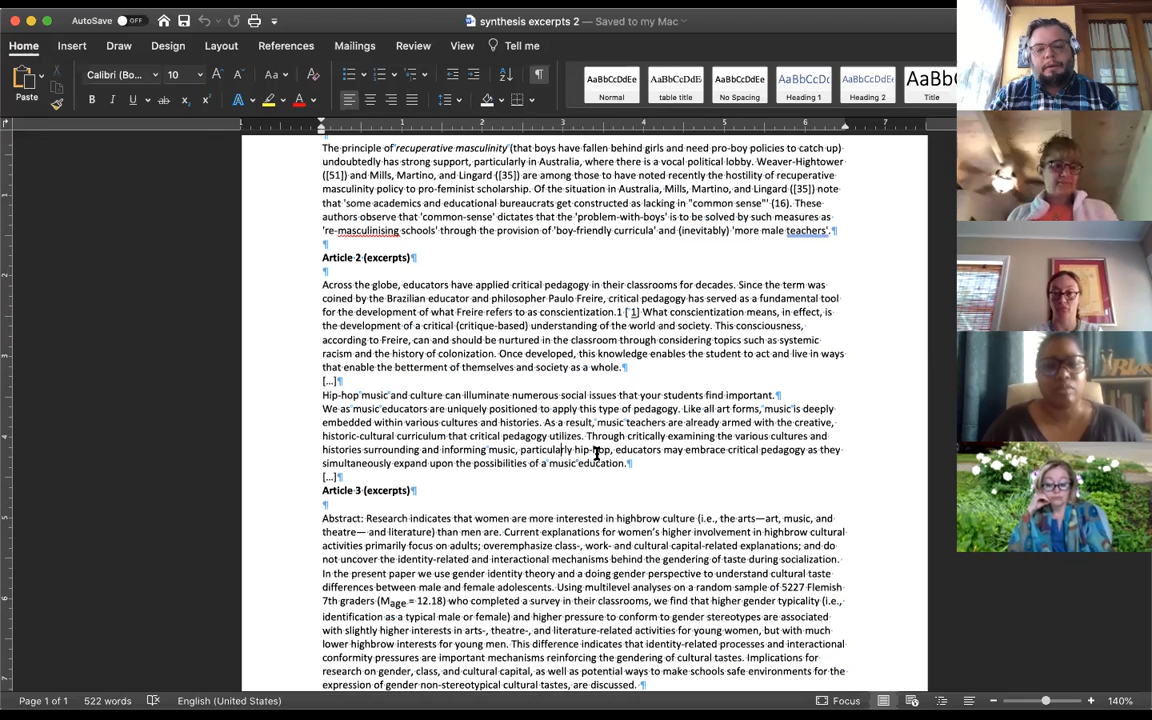 AutoSave OFF synthesis excerpts 2 — Saved to my Mac
Home Insert Draw Design Layout References Mailings Review View Tell me
Paste Calibri (Bo... 10 A A Aa A
B I U ab x₂ x² A A
AaBbCcDdEe AaBbCcDdEe AaBbCcDdEe AaBbCcDc AaBbCcDdEe AaBb(
Normal table title No Spacing Heading 1 Heading 2 Title
1 1 2 3 4 5 6 7
The principle of recuperative masculinity (that boys have fallen behind girls and need pro-boy policies to catch up)
undoubtedly has strong support, particularly in Australia, where there is a vocal political lobby. Weaver-Hightower
([51]) and Mills, Martino, and Lingard ([35]) are among those to have noted recently the hostility of recuperative
masculinity policy to pro-feminist scholarship. Of the situation in Australia, Mills, Martino, and Lingard ([35]) note
that 'some academics and educational bureaucrats get constructed as lacking in "common sense"' (16). These
authors observe that 'common-sense' dictates that the 'problem-with-boys' is to be solved by such measures as
're-masculinising schools' through the provision of 'boy-friendly curricula' and (inevitably) 'more male teachers'.¶
¶
Article 2 (excerpts)¶
¶
Across the globe, educators have applied critical pedagogy in their classrooms for decades. Since the term was
coined by the Brazilian educator and philosopher Paulo Freire, critical pedagogy has served as a fundamental tool
for the development of what Freire refers to as conscientization.1 [ 1] What conscientization means, in effect, is
the development of a critical (critique-based) understanding of the world and society. This consciousness,
according to Freire, can and should be nurtured in the classroom through considering topics such as systemic
racism and the history of colonization. Once developed, this knowledge enables the student to act and live in ways
that enable the betterment of themselves and society as a whole.¶
[...]¶
Hip-hop music and culture can illuminate numerous social issues that your students find important.¶
We as music educators are uniquely positioned to apply this type of pedagogy. Like all art forms, music is deeply
embedded within various cultures and histories. As a result, music teachers are already armed with the creative,
historic-cultural curriculum that critical pedagogy utilizes. Through critically examining the various cultures and
histories surrounding and informing music, particularly hip-hop, educators may embrace critical pedagogy as they
simultaneously expand upon the possibilities of a music education.¶
[...]¶
Article 3 (excerpts)¶
¶
Abstract: Research indicates that women are more interested in highbrow culture (i.e., the arts—art, music, and
theatre— and literature) than men are. Current explanations for women's higher involvement in highbrow cultural
activities primarily focus on adults; overemphasize class-, work- and cultural capital-related explanations; and do
not uncover the identity-related and interactional mechanisms behind the gendering of taste during socialization.
In the present paper we use gender identity theory and a doing gender perspective to understand cultural taste
differences between male and female adolescents. Using multilevel analyses on a random sample of 5227 Flemish
7th graders (Mage = 12.18) who completed a survey in their classrooms, we find that higher gender typicality (i.e.,
identification as a typical male or female) and higher pressure to conform to gender stereotypes are associated
with slightly higher interests in arts-, theatre-, and literature-related activities for young women, but with much
lower highbrow interests for young men. This difference indicates that identity-related processes and interactional
conformity pressures are important mechanisms reinforcing the gendering of cultural tastes. Implications for
research on gender, class, and cultural capital, as well as potential ways to make schools safe environments for the
expression of gender non-stereotypical cultural tastes, are discussed. ¶
Page 1 of 1 522 words English (United States) Focus 140%